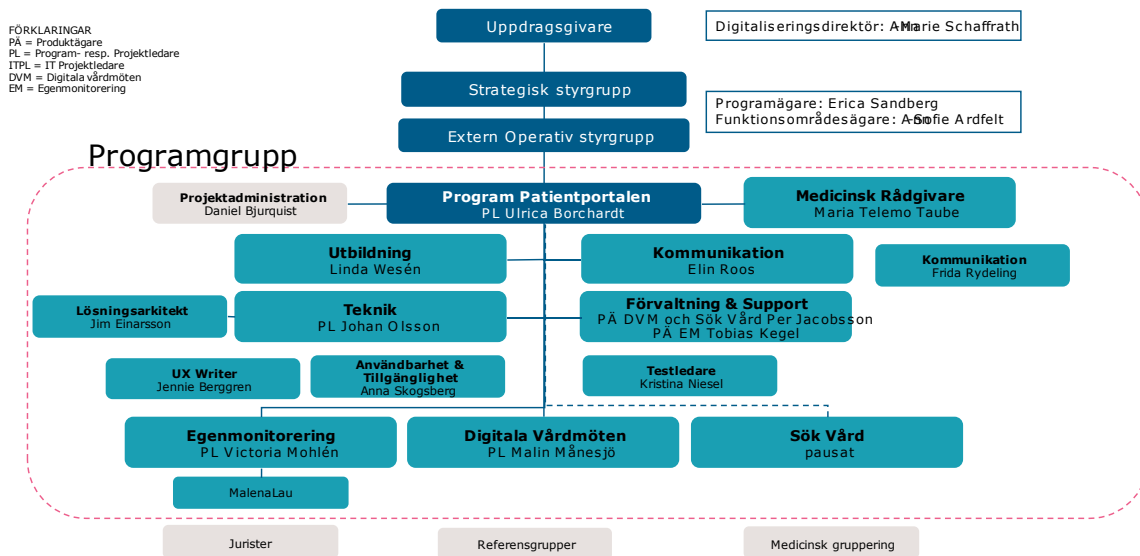 FÖRKLARINGAR
PÄ = Produktägare
PL = Program- resp. Projektledare
ITPL = IT Projektledare
DVM = Digitala vårdmöten
EM = Egenmonitorering
Uppdragsgivare
Digitaliseringsdirektör: Ann-Marie Schaffrath
Strategisk styrgrupp
Programägare: Erica Sandberg
Funktionsområdesägare: Ann-Sofie Ardfelt
Extern Operativ styrgrupp
Programgrupp
Projektadministration
Daniel Bjurquist
Program Patientportalen
PL Ulrica Borchardt
Medicinsk Rådgivare
Maria Telemo Taube
Utbildning
Linda Wesén
Kommunikation
Elin Roos
Kommunikation
Frida Rydeling
Lösningsarkitekt
Jim Einarsson
Teknik
PL Johan Olsson
Förvaltning & Support
PÄ DVM och Sök Vård Per Jacobsson
PÄ EM Tobias Kegel
UX Writer
Jennie Berggren
Användbarhet &
Tillgänglighet
Anna Skogsberg
Testledare
Kristina Niesel
Egenmonitorering
PL Victoria Mohlén
Digitala Vårdmöten
PL Malin Månesjö
Sök Vård
pausat
MalenaLau
Jurister
Referensgrupper
Medicinsk gruppering